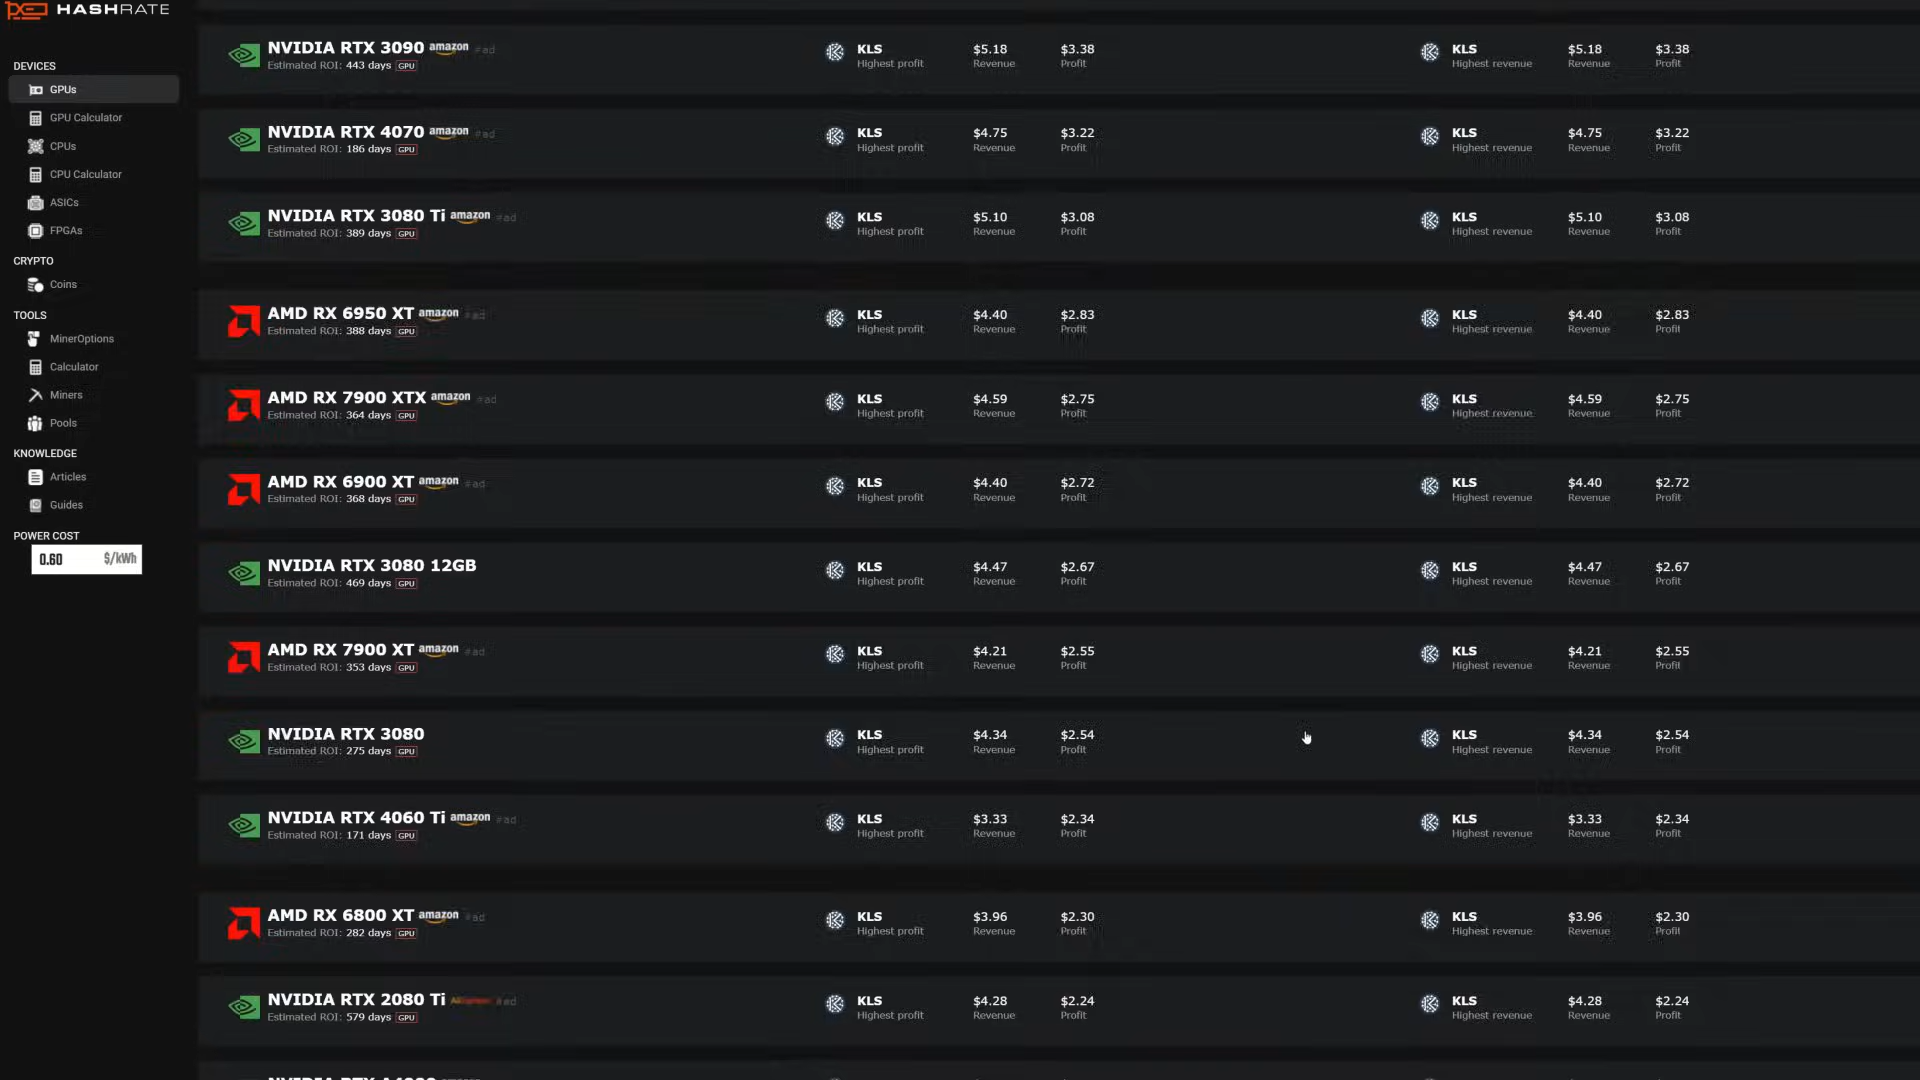 HASHRATE
DEVICES
GPUs
GPU Calculator
CPUs
CPU Calculator
ASICs
FPGAs
CRYPTO
Coins
TOOLS
MinerOptions
Calculator
Miners
Pools
KNOWLEDGE
Articles
Guides
POWER COST
0.60 $/kWh
NVIDIA RTX 3090 amazon #ad
Estimated ROI: 443 days GPU
KLS $5.18 $3.38
Highest profit Revenue Profit
KLS $5.18 $3.38
Highest revenue Revenue Profit
NVIDIA RTX 4070 amazon #ad
Estimated ROI: 186 days GPU
KLS $4.75 $3.22
Highest profit Revenue Profit
KLS $4.75 $3.22
Highest revenue Revenue Profit
NVIDIA RTX 3080 Ti amazon #ad
Estimated ROI: 389 days GPU
KLS $5.10 $3.08
Highest profit Revenue Profit
KLS $5.10 $3.08
Highest revenue Revenue Profit
AMD RX 6950 XT amazon #ad
Estimated ROI: 388 days GPU
KLS $4.40 $2.83
Highest profit Revenue Profit
KLS $4.40 $2.83
Highest revenue Revenue Profit
AMD RX 7900 XTX amazon #ad
Estimated ROI: 364 days GPU
KLS $4.59 $2.75
Highest profit Revenue Profit
KLS $4.59 $2.75
Highest revenue Revenue Profit
AMD RX 6900 XT amazon #ad
Estimated ROI: 368 days GPU
KLS $4.40 $2.72
Highest profit Revenue Profit
KLS $4.40 $2.72
Highest revenue Revenue Profit
NVIDIA RTX 3080 12GB
Estimated ROI: 469 days GPU
KLS $4.47 $2.67
Highest profit Revenue Profit
KLS $4.47 $2.67
Highest revenue Revenue Profit
AMD RX 7900 XT amazon #ad
Estimated ROI: 353 days GPU
KLS $4.21 $2.55
Highest profit Revenue Profit
KLS $4.21 $2.55
Highest revenue Revenue Profit
NVIDIA RTX 3080
Estimated ROI: 275 days GPU
KLS $4.34 $2.54
Highest profit Revenue Profit
KLS $4.34 $2.54
Highest revenue Revenue Profit
NVIDIA RTX 4060 Ti amazon #ad
Estimated ROI: 171 days GPU
KLS $3.33 $2.34
Highest profit Revenue Profit
KLS $3.33 $2.34
Highest revenue Revenue Profit
AMD RX 6800 XT amazon #ad
Estimated ROI: 282 days GPU
KLS $3.96 $2.30
Highest profit Revenue Profit
KLS $3.96 $2.30
Highest revenue Revenue Profit
NVIDIA RTX 2080 Ti #ad
Estimated ROI: 579 days GPU
KLS $4.28 $2.24
Highest profit Revenue Profit
KLS $4.28 $2.24
Highest revenue Revenue Profit